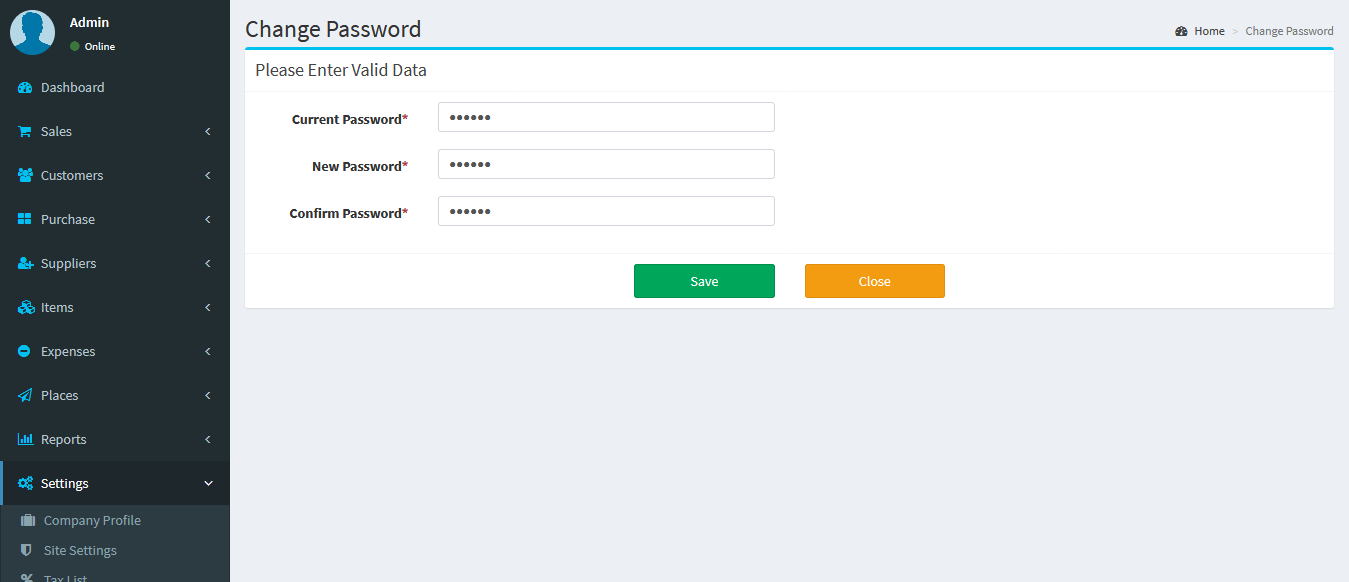 Admin
Online
Dashboard
Sales
Customers
Purchase
Suppliers
Items
Expenses
Places
Reports
Settings
Company Profile
Site Settings
Tax List
Change Password
Home > Change Password
Please Enter Valid Data
Current Password* ••••••
New Password* ••••••
Confirm Password* ••••••
Save Close